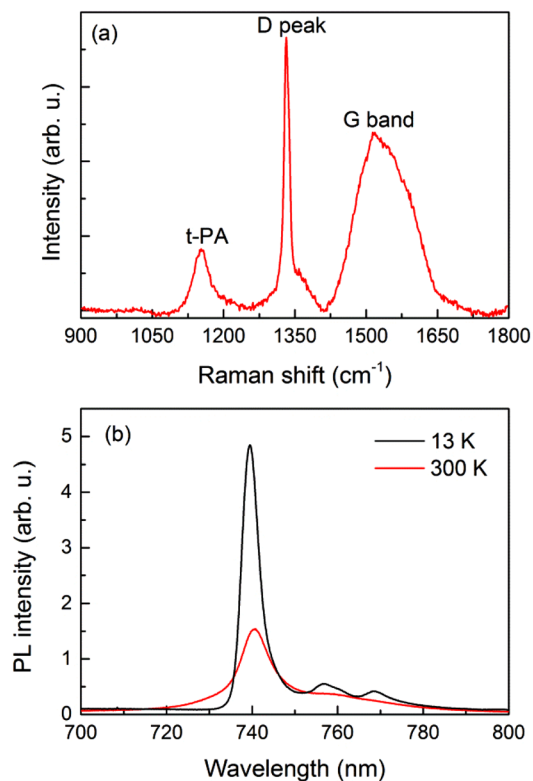 (a)
D peak
G band
t-PA
Intensity (arb. u.)
900 1050 1200 1350 1500 1650 1800
Raman shift (cm⁻¹)
(b)
13 K
300 K
5
4
3
2
1
0
PL intensity (arb. u.)
700 720 740 760 780 800
Wavelength (nm)